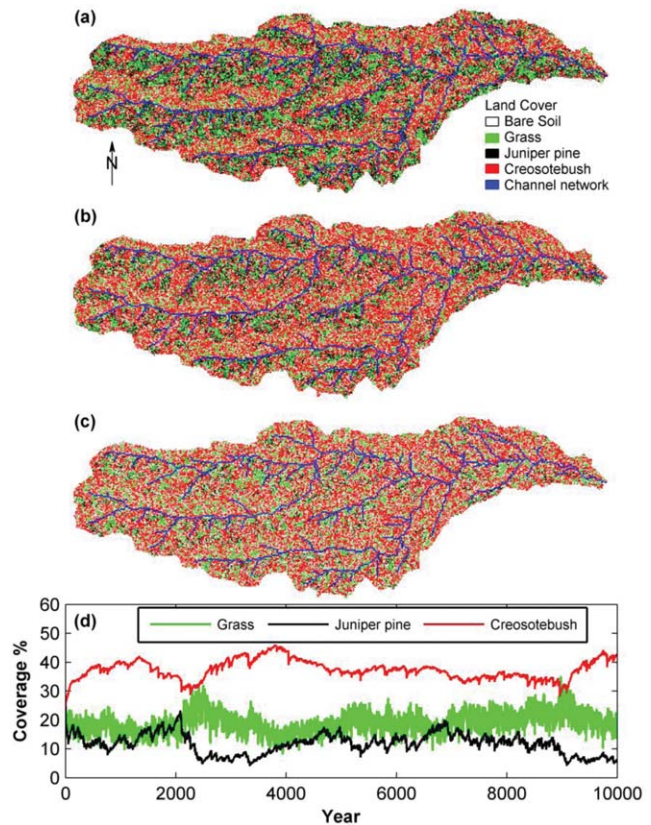 (a)
Land Cover
Bare Soil
Grass
Juniper pine
Creosotebush
Channel network
N
(b)
(c)
(d)
Grass Juniper pine Creosotebush
Coverage %
60
50
40
30
20
10
0
0 2000 4000 6000 8000 10000
Year